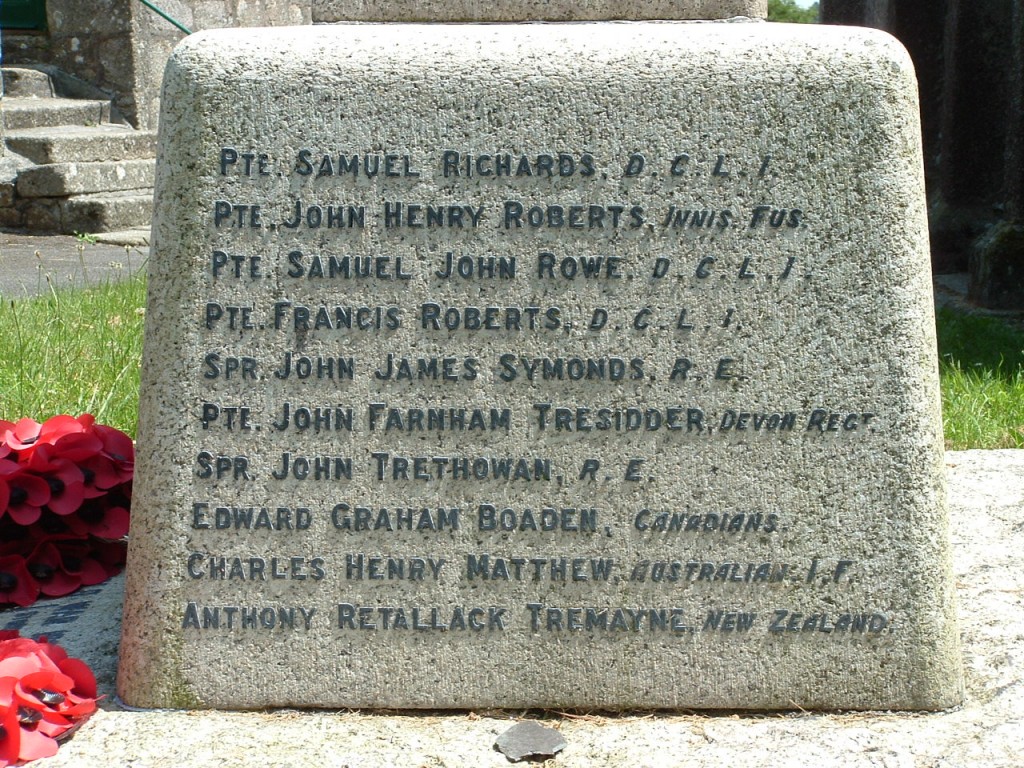 PTE. SAMUEL RICHARDS, D.C.L.I.
PTE. JOHN HENRY ROBERTS, INNIS. FUS.
PTE. SAMUEL JOHN ROWE, D.C.L.I.
PTE. FRANCIS ROBERTS, D.C.L.I.
SPR. JOHN JAMES SYMONDS, R.E.
PTE. JOHN FARNHAM TRESIDDER, DEVON REGT.
SPR. JOHN TRETHOWAN, R.E.
EDWARD GRAHAM BOADEN, CANADIANS.
CHARLES HENRY MATTHEW, AUSTRALIAN I.F.
ANTHONY RETALLACK TREMAYNE, NEW ZEALAND.